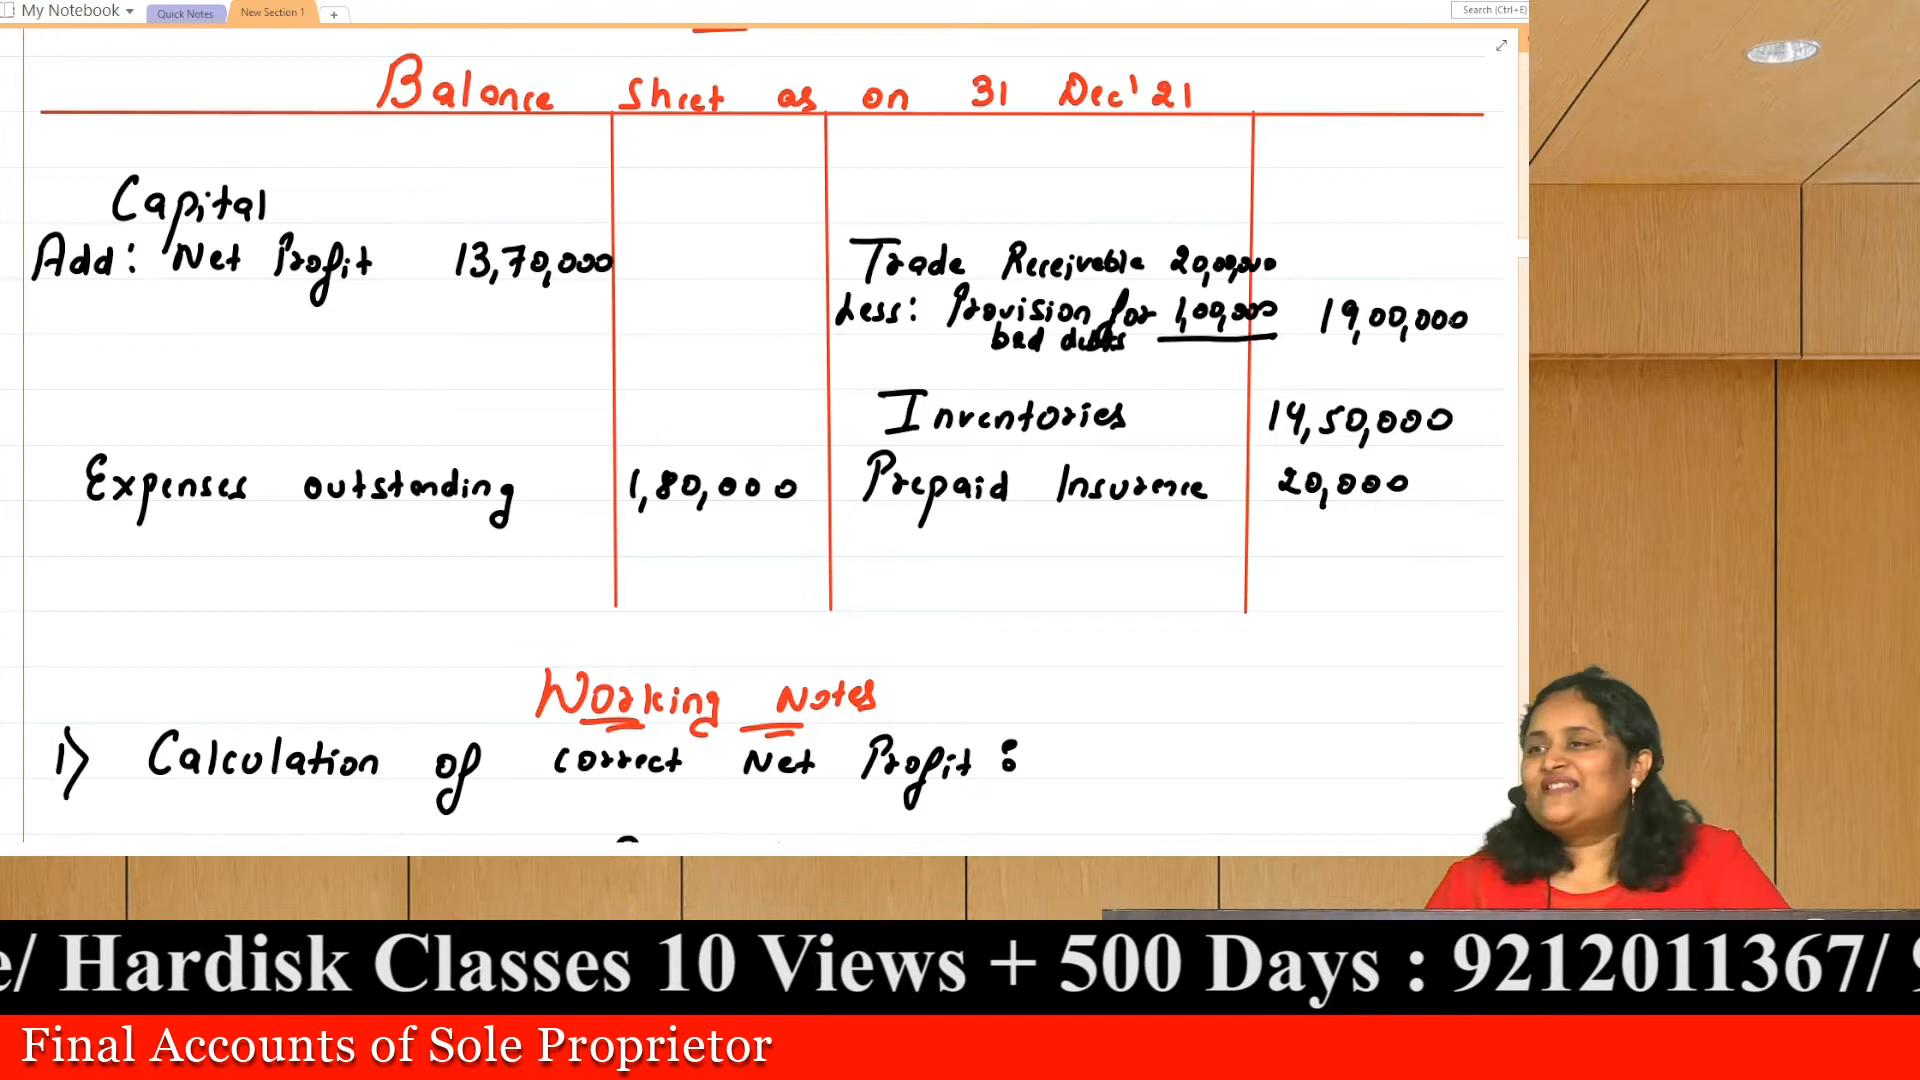 My Notebook
Quick Notes
New Section 1
+
Search (Ctrl+E)
Balance Sheet as on 31 Dec'21
Capital
Add: Net Profit 13,70,000
Trade Receivable 20,00,000
Less: Provision for 1,00,000 19,00,000
bad debts
Inventories 14,50,000
Expenses outstanding 1,80,000 Prepaid Insurance 20,000
Working Notes
1) Calculation of correct Net Profit :
e/ Hardisk Classes 10 Views + 500 Days : 9212011367/ 9
Final Accounts of Sole Proprietor